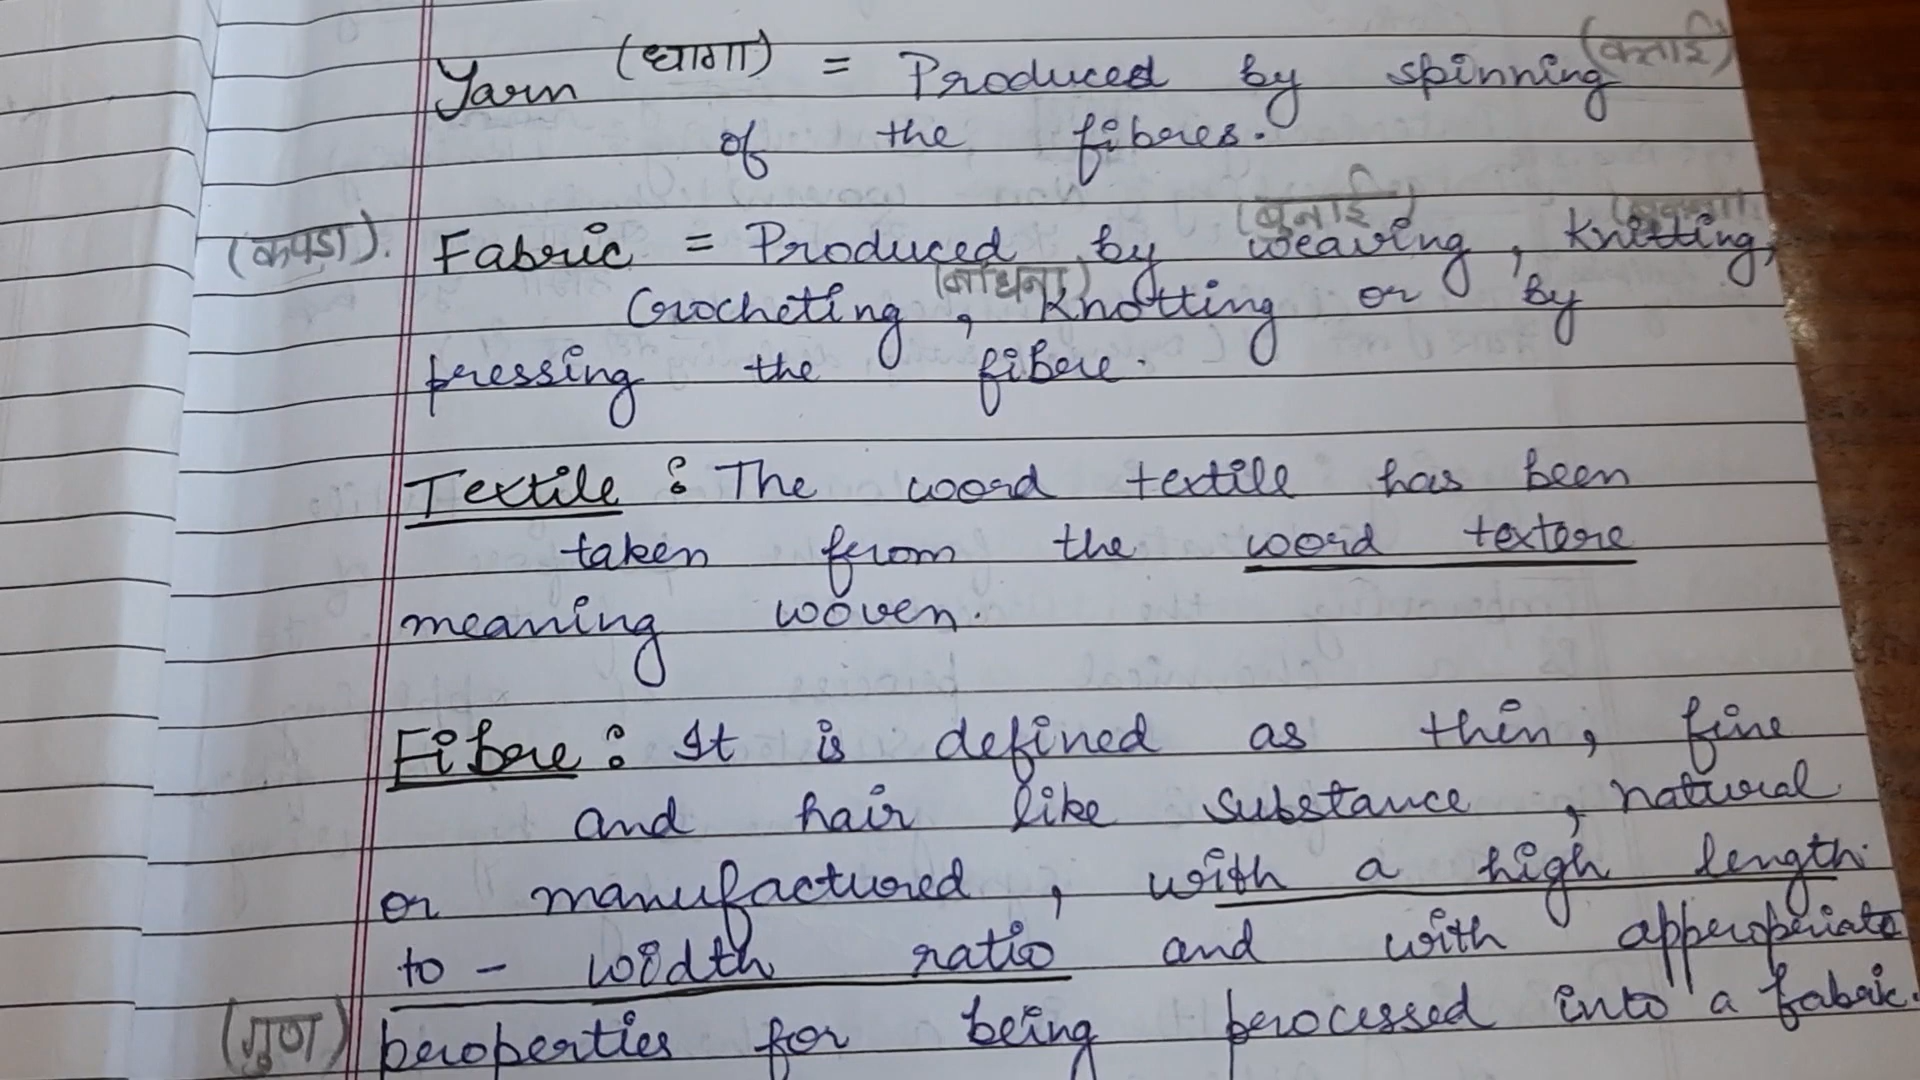 (कताई)
Yarn (धागा) = Produced by spinning
of the fibres.
(बुनाई)
(कपड़ा). Fabric = Produced by weaving, Knitting,
(बांधना)
Crocheting, Knotting or by
pressing the fibre.
Textile : The word textile has been
taken from the word textere
meaning woven.
Fibre : It is defined as thin, fine
and hair like substance, natural
or manufactured, with a high length
to - width ratio and with appropriate
(गुण) properties for being processed into a fabric.